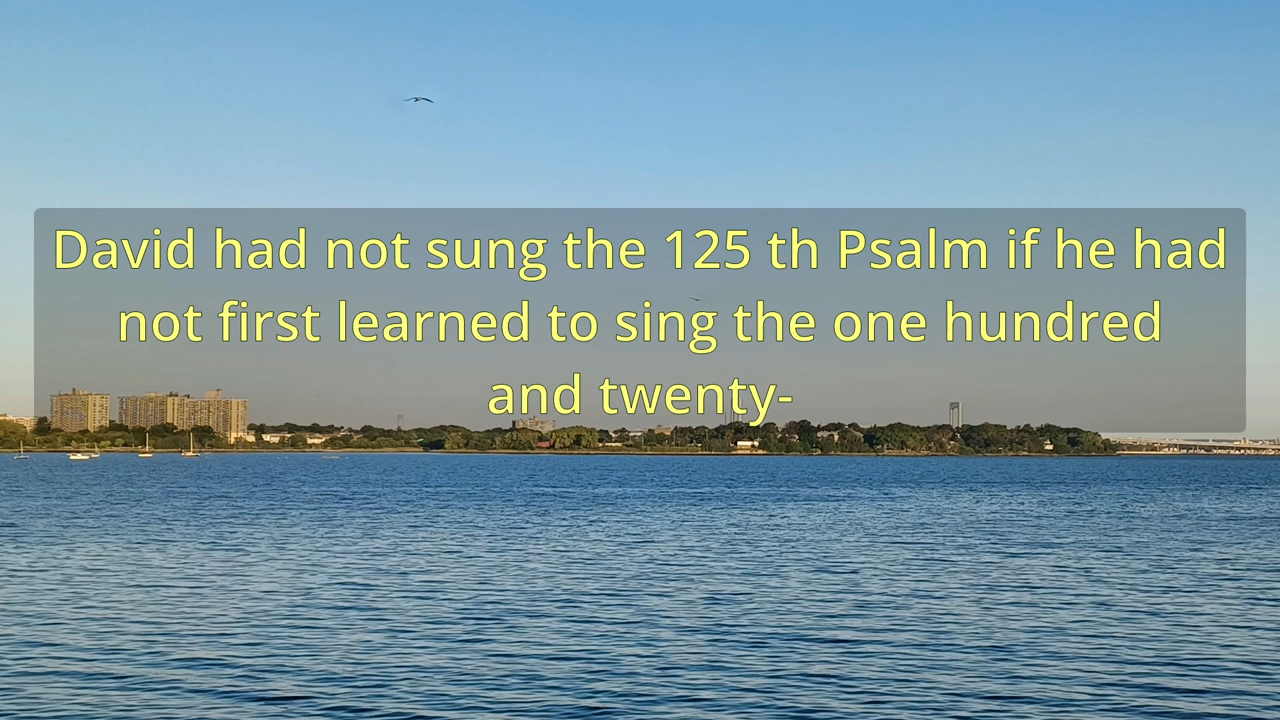 David had not sung the 125 th Psalm if he had
not first learned to sing the one hundred
and twenty-